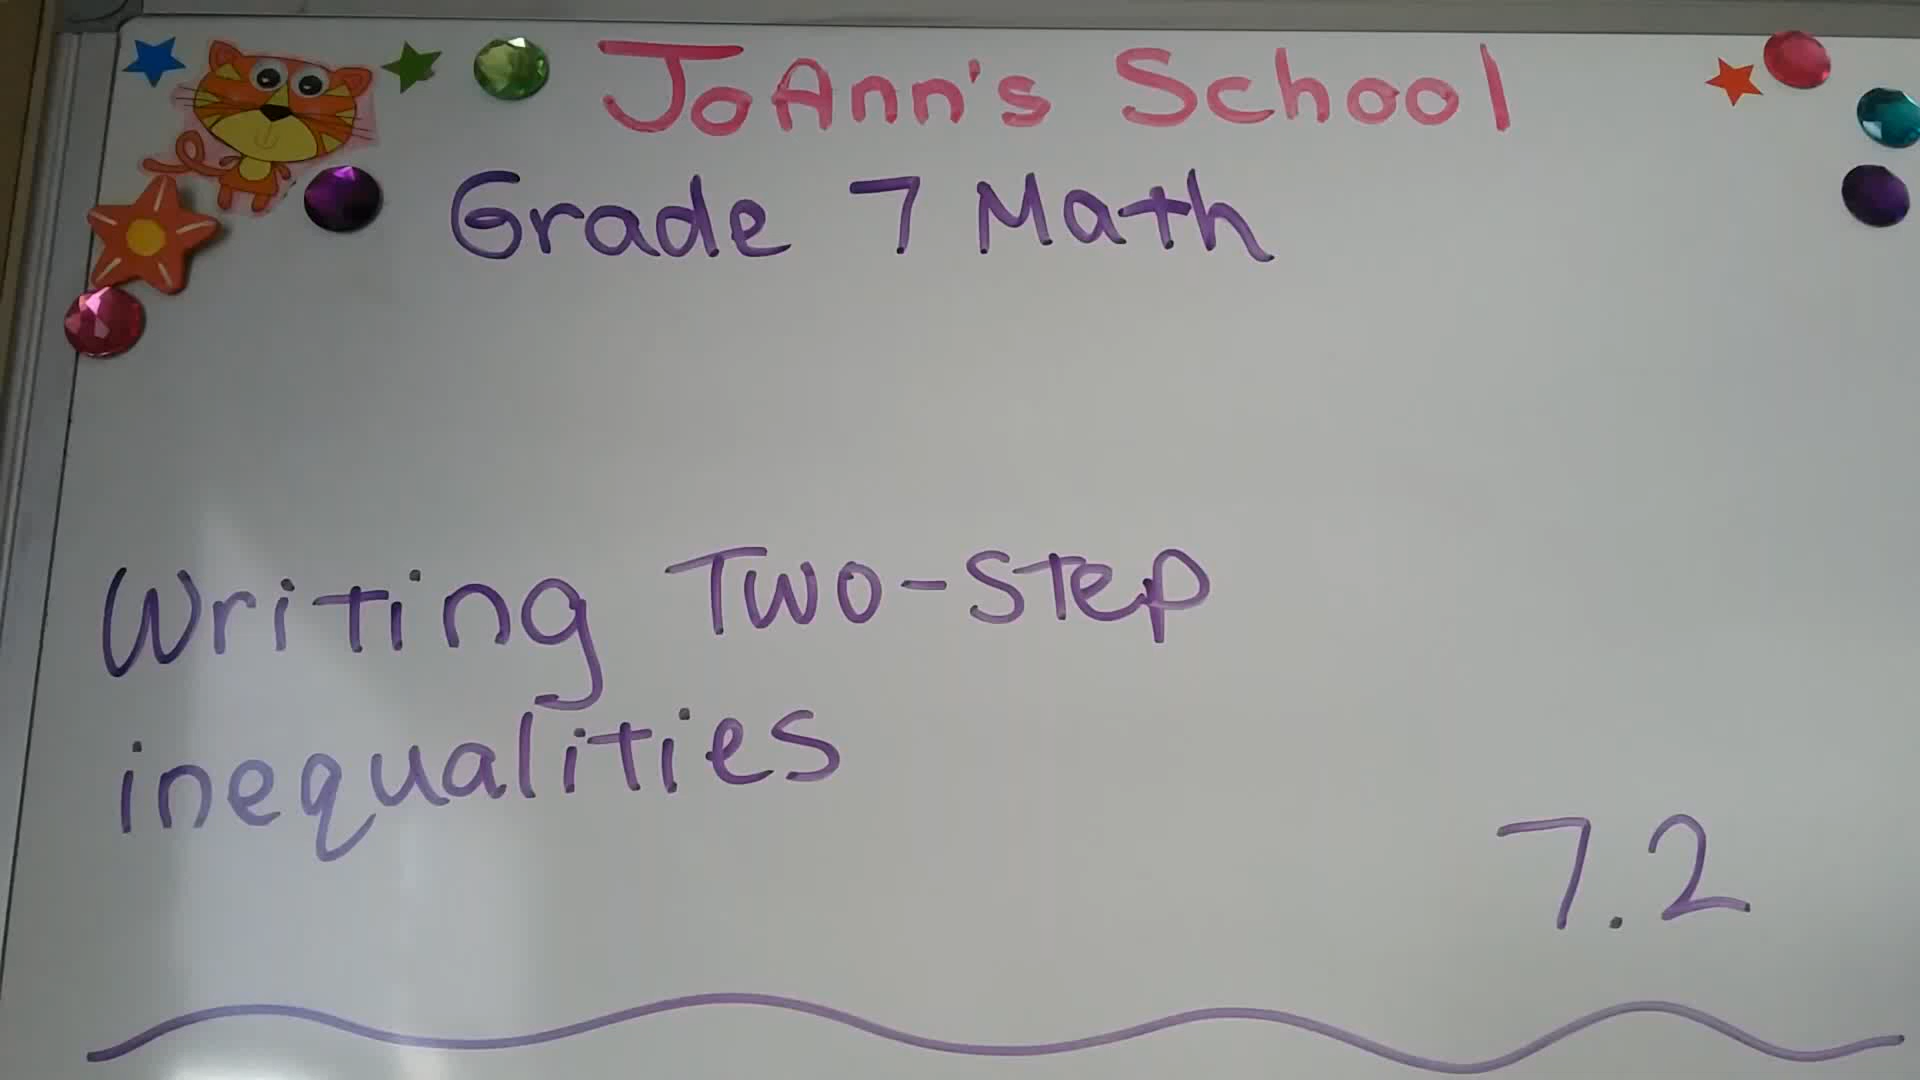 JoAnn's School
Grade 7 Math
Writing Two-Step
inequalities
7.2